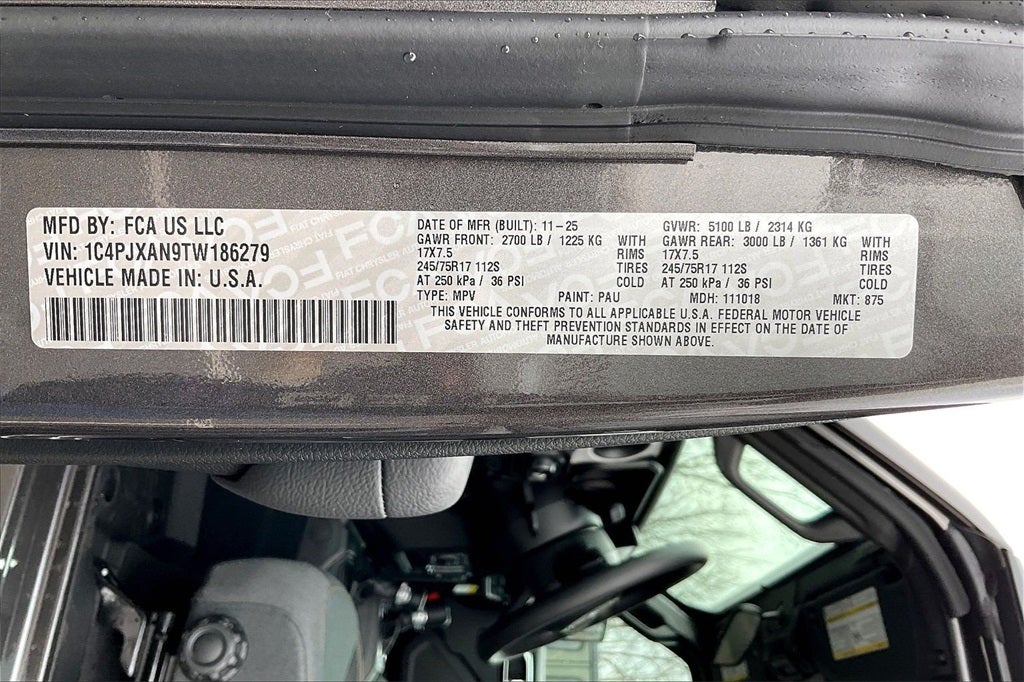 MFD BY: FCA US LLC
VIN: 1C4PJXAN9TW186279
VEHICLE MADE IN: U.S.A.
DATE OF MFR (BUILT): 11-25
GVWR: 5100 LB / 2314 KG
GAWR FRONT: 2700 LB / 1225 KG WITH
17X7.5 RIMS
245/75R17 112S TIRES
AT 250 kPa / 36 PSI COLD
GAWR REAR: 3000 LB / 1361 KG WITH
17X7.5 RIMS
245/75R17 112S TIRES
AT 250 kPa / 36 PSI COLD
TYPE: MPV PAINT: PAU MDH: 111018 MKT: 875
THIS VEHICLE CONFORMS TO ALL APPLICABLE U.S.A. FEDERAL MOTOR VEHICLE
SAFETY AND THEFT PREVENTION STANDARDS IN EFFECT ON THE DATE OF
MANUFACTURE SHOWN ABOVE.